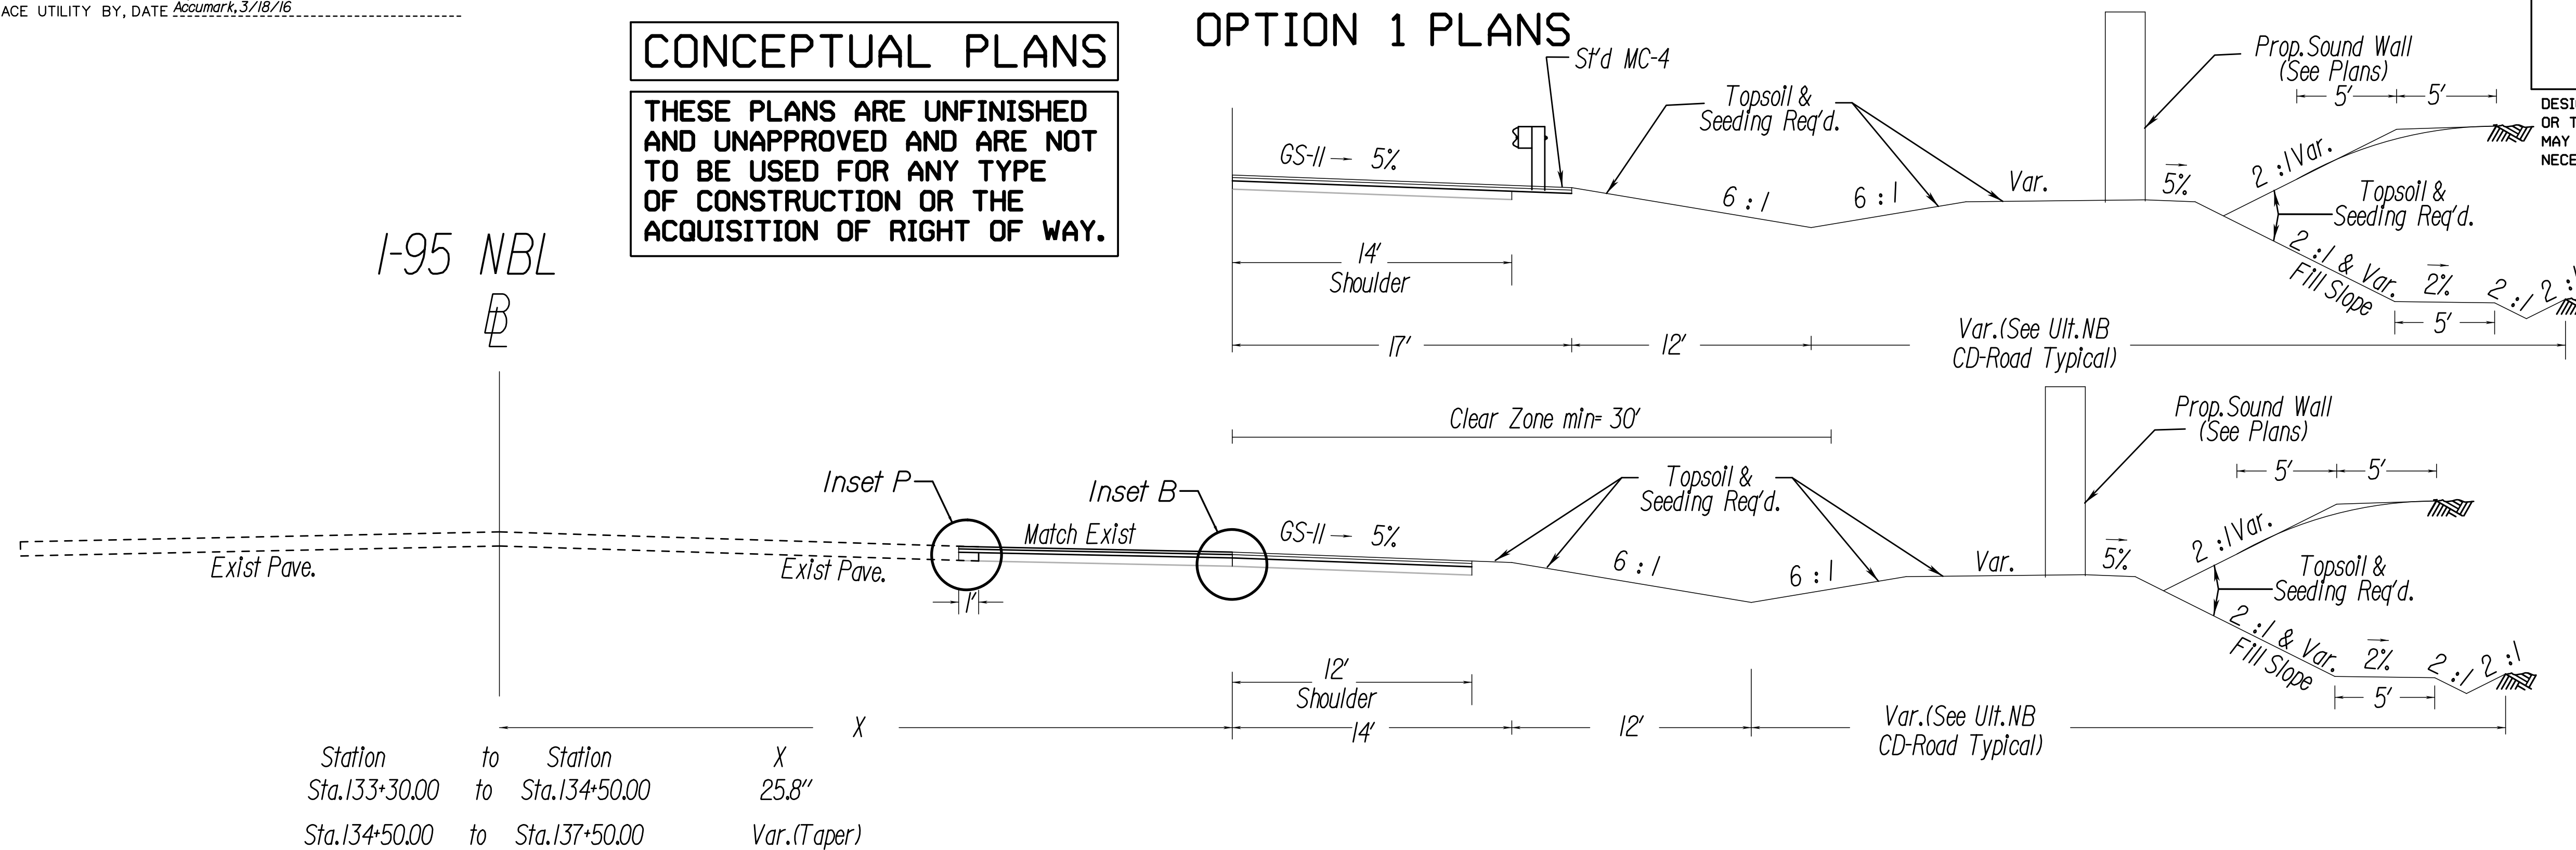 ACE UTILITY BY, DATE Accumark, 3/18/16
CONCEPTUAL PLANS
THESE PLANS ARE UNFINISHED
AND UNAPPROVED AND ARE NOT
TO BE USED FOR ANY TYPE
OF CONSTRUCTION OR THE
ACQUISITION OF RIGHT OF WAY.
OPTION 1 PLANS
St'd MC-4
Topsoil &
Seeding Req'd.
Prop. Sound Wall
(See Plans)
5' 5'
DESI
OR T
MAY
NECE
GS-II 5%
6 : 1
6 : 1
Var.
5%
2 : 1 Var.
Topsoil &
Seeding Req'd.
2 : 1 & Var.
Fill Slope
2%
2 : 1
2 :
5'
14'
Shoulder
17'
12'
Var. (See Ult. NB
CD-Road Typical)
I-95 NBL
BL
Clear Zone min= 30'
Prop. Sound Wall
(See Plans)
5' 5'
Inset P
Inset B
Match Exist
GS-II 5%
Topsoil &
Seeding Req'd.
Exist Pave.
Exist Pave.
1'
6 : 1
6 : 1
Var.
5%
2 : 1 Var.
Topsoil &
Seeding Req'd.
2 : 1 & Var.
Fill Slope
2%
2 : 1
2 : 1
5'
12'
Shoulder
X
14'
12'
Var. (See Ult. NB
CD-Road Typical)
Station to Station X
Sta. 133+30.00 to Sta. 134+50.00 25.8''
Sta. 134+50.00 to Sta. 137+50.00 Var. (Taper)